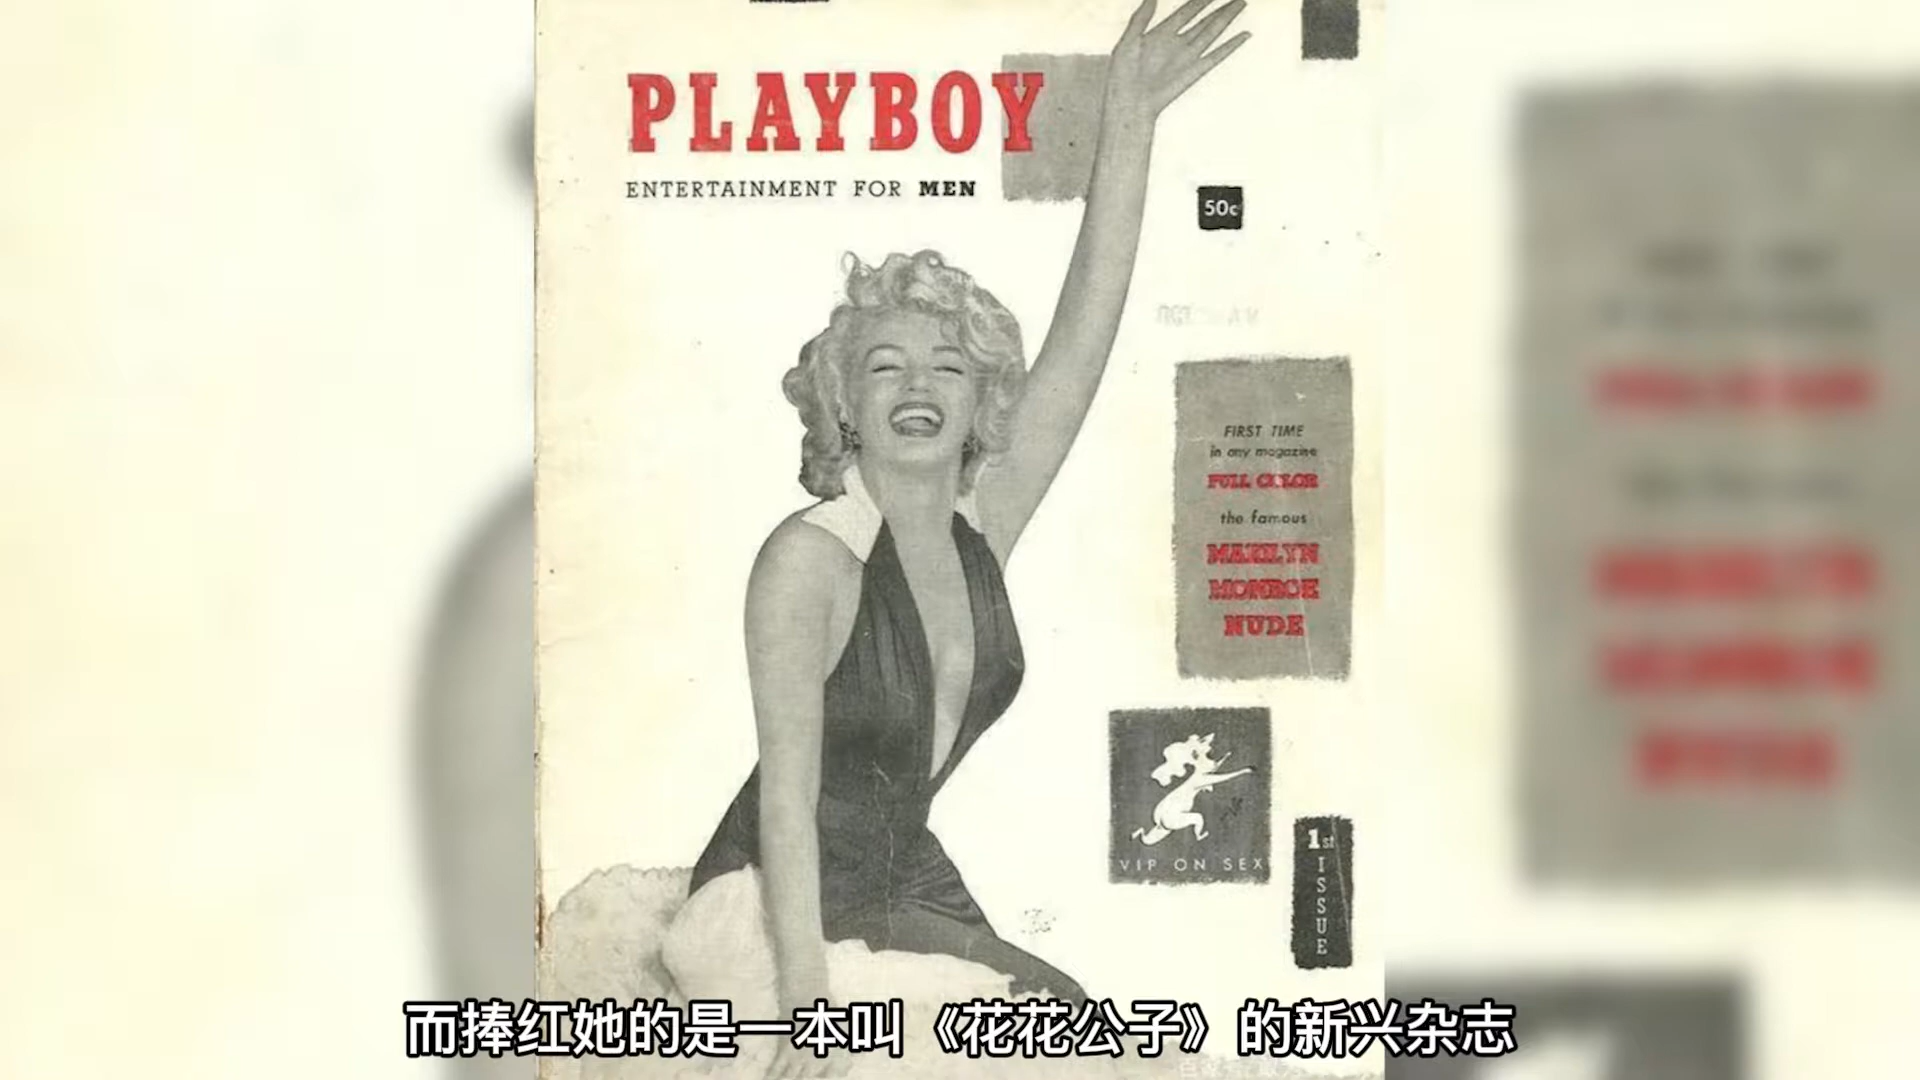 PLAYBOY
ENTERTAINMENT FOR MEN
50c
FIRST TIME
in any magazine
FULL COLOR
the famous
MARILYN
MONROE
NUDE
VIP ON SEX
1st
ISSUE
而捧红她的是一本叫《花花公子》的新兴杂志